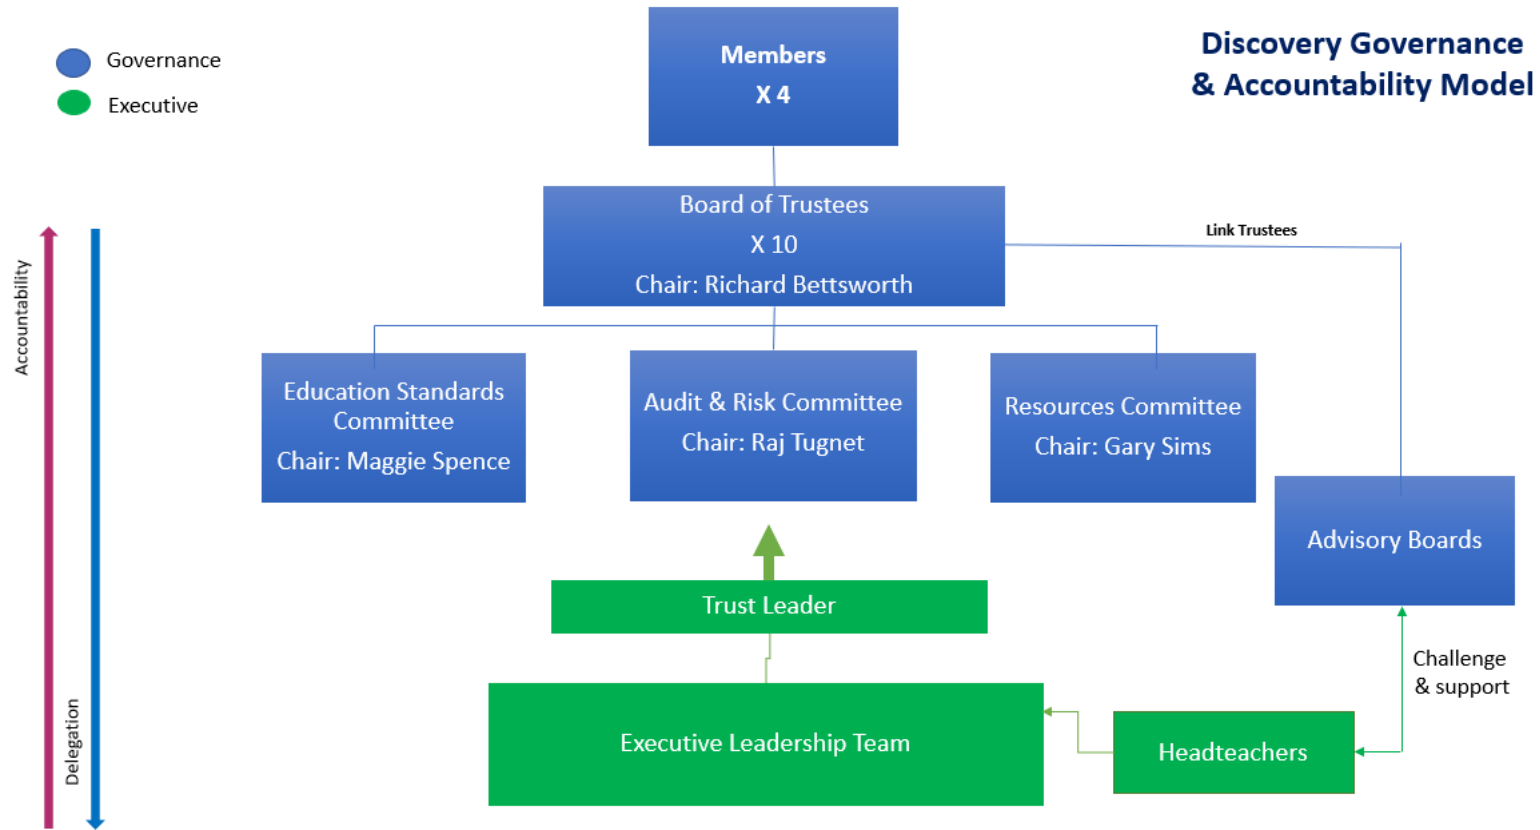 Discovery Governance
& Accountability Model
Governance
Executive
Members
X 4
Board of Trustees
X 10
Chair: Richard Bettsworth
Link Trustees
Accountability
Delegation
Education Standards
Committee
Chair: Maggie Spence
Audit & Risk Committee
Chair: Raj Tugnet
Resources Committee
Chair: Gary Sims
Advisory Boards
Trust Leader
Challenge
& support
Executive Leadership Team
Headteachers